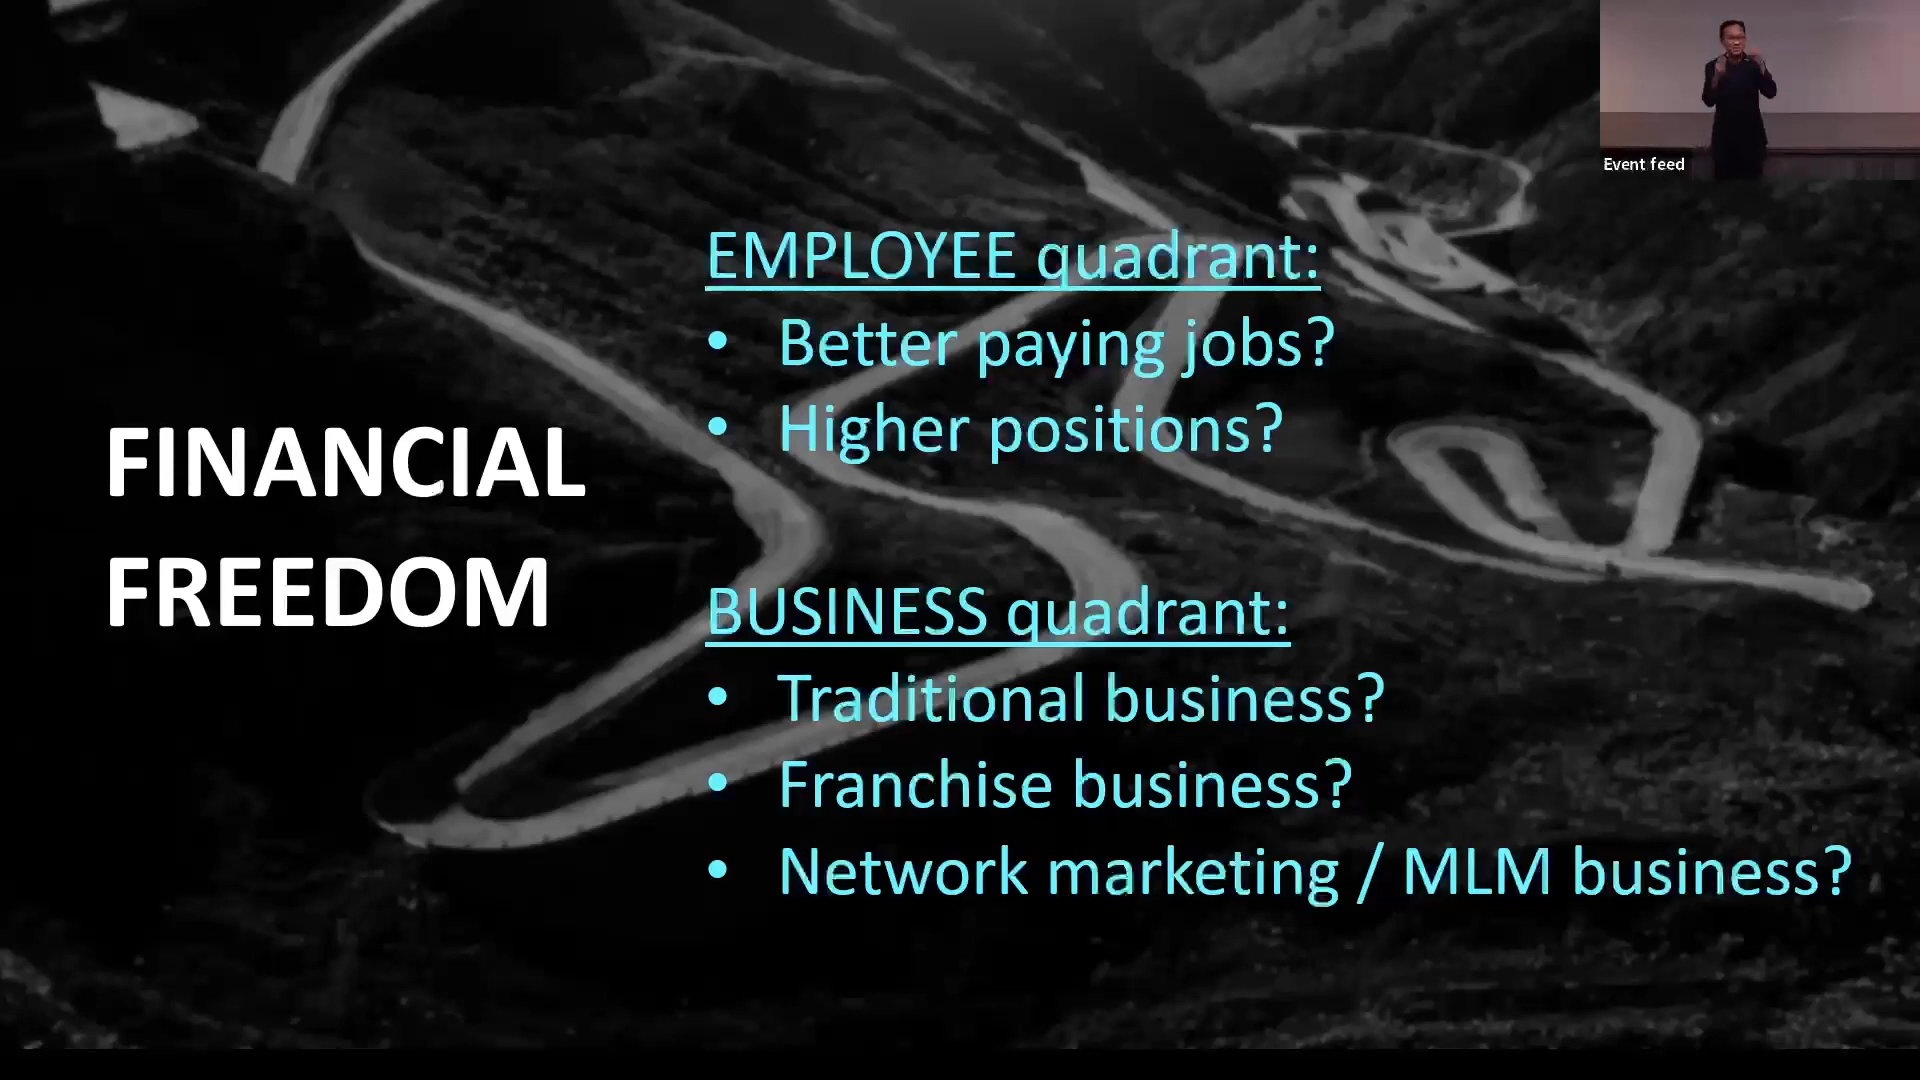 Event feed
FINANCIAL
FREEDOM
EMPLOYEE quadrant:
• Better paying jobs?
• Higher positions?
BUSINESS quadrant:
• Traditional business?
• Franchise business?
• Network marketing / MLM business?